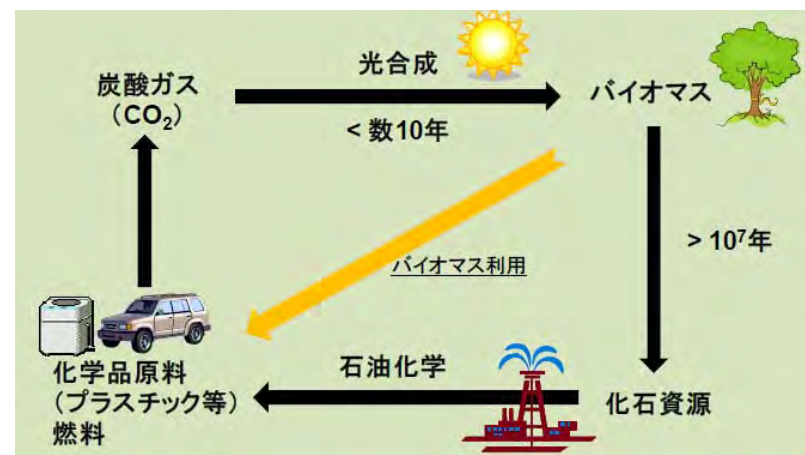 光合成
炭酸ガス
（CO₂）
バイオマス
< 数10年
> 10⁷年
バイオマス利用
石油化学
化学品原料
（プラスチック等）
燃料
化石資源